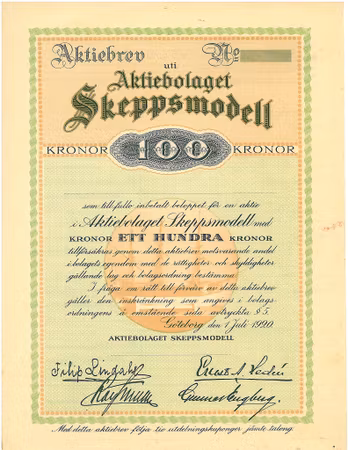 Aktiebrev No
uti
Aktiebolaget
Skeppsmodell
KRONOR 100 KRONOR
som till fullo inbetalt beloppet för en aktie
i Aktiebolaget Skeppsmodell med
KRONOR ETT HUNDRA KRONOR
tillförsäkras genom detta aktiebrev motsvarande andel
i bolagets egendom med de rättigheter och skyldigheter
gällande lag och bolagsordning bestämma.
I fråga om rätt till förvärv av detta aktiebrev
gäller den inskränkning som angives i bolags
ordningens å omstående sida avtryckta § 5.
Göteborg den 1 Juli 1920
AKTIEBOLAGET SKEPPSMODELL
Filip
Med detta aktiebrev följa tio utdelningskuponger jämte talong.